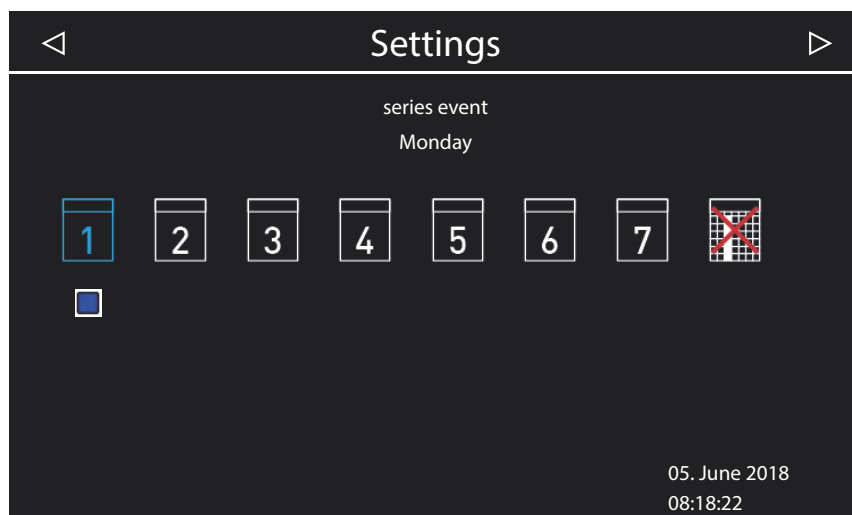 Settings
series event
Monday
1 2 3 4 5 6 7
05. June 2018
08:18:22